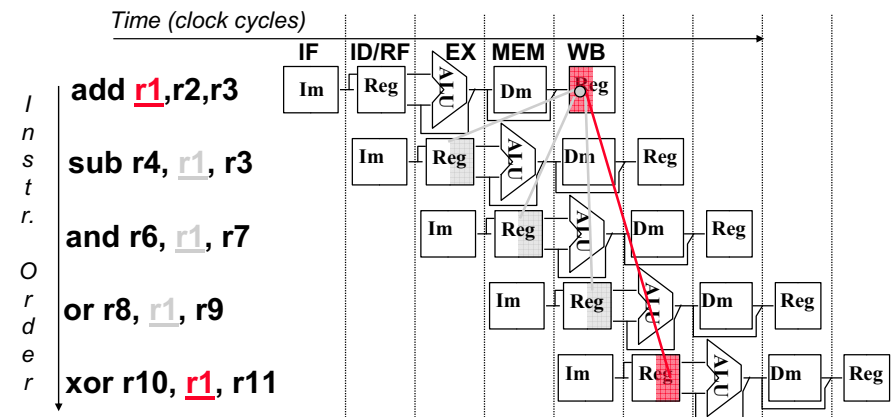 Time (clock cycles)
IF ID/RF EX MEM WB
Instr. Order
add r1,r2,r3
Im Reg ALU Dm Reg
sub r4, r1, r3
Im Reg ALU Dm Reg
and r6, r1, r7
Im Reg ALU Dm Reg
or r8, r1, r9
Im Reg ALU Dm Reg
xor r10, r1, r11
Im Reg ALU Dm Reg